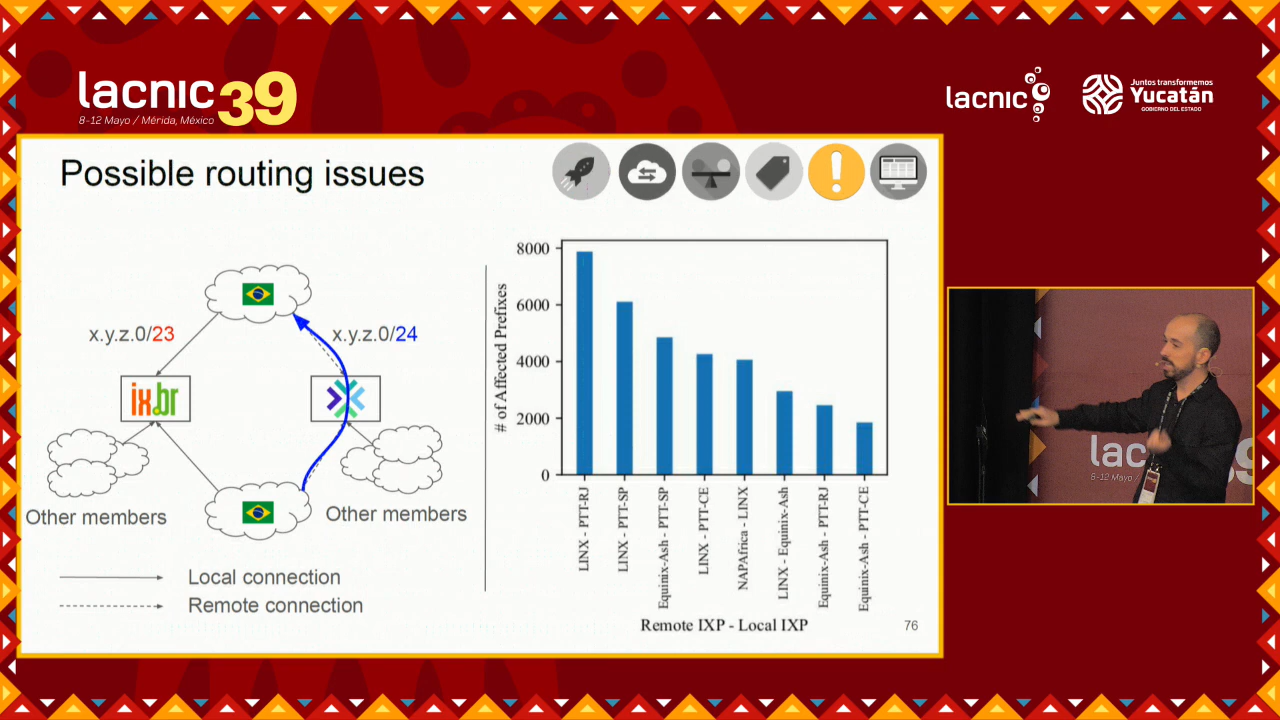 lacnic 39
8-12 Mayo / Mérida, México
lacnic
Juntos transformemos
Yucatán
GOBIERNO DEL ESTADO
Possible routing issues
x.y.z.0/23
x.y.z.0/24
ix.br
Other members
Other members
Local connection
Remote connection
# of Affected Prefixes
8000
6000
4000
2000
0
LINX - PTT-RJ
LINX - PTT-SP
Equinix-Ash - PTT-SP
LINX - PTT-CE
NAPAfrica - LINX
LINX - Equinix-Ash
Equinix-Ash - PTT-RJ
Equinix-Ash - PTT-CE
Remote IXP - Local IXP
76
lac
8-12 Mayo /